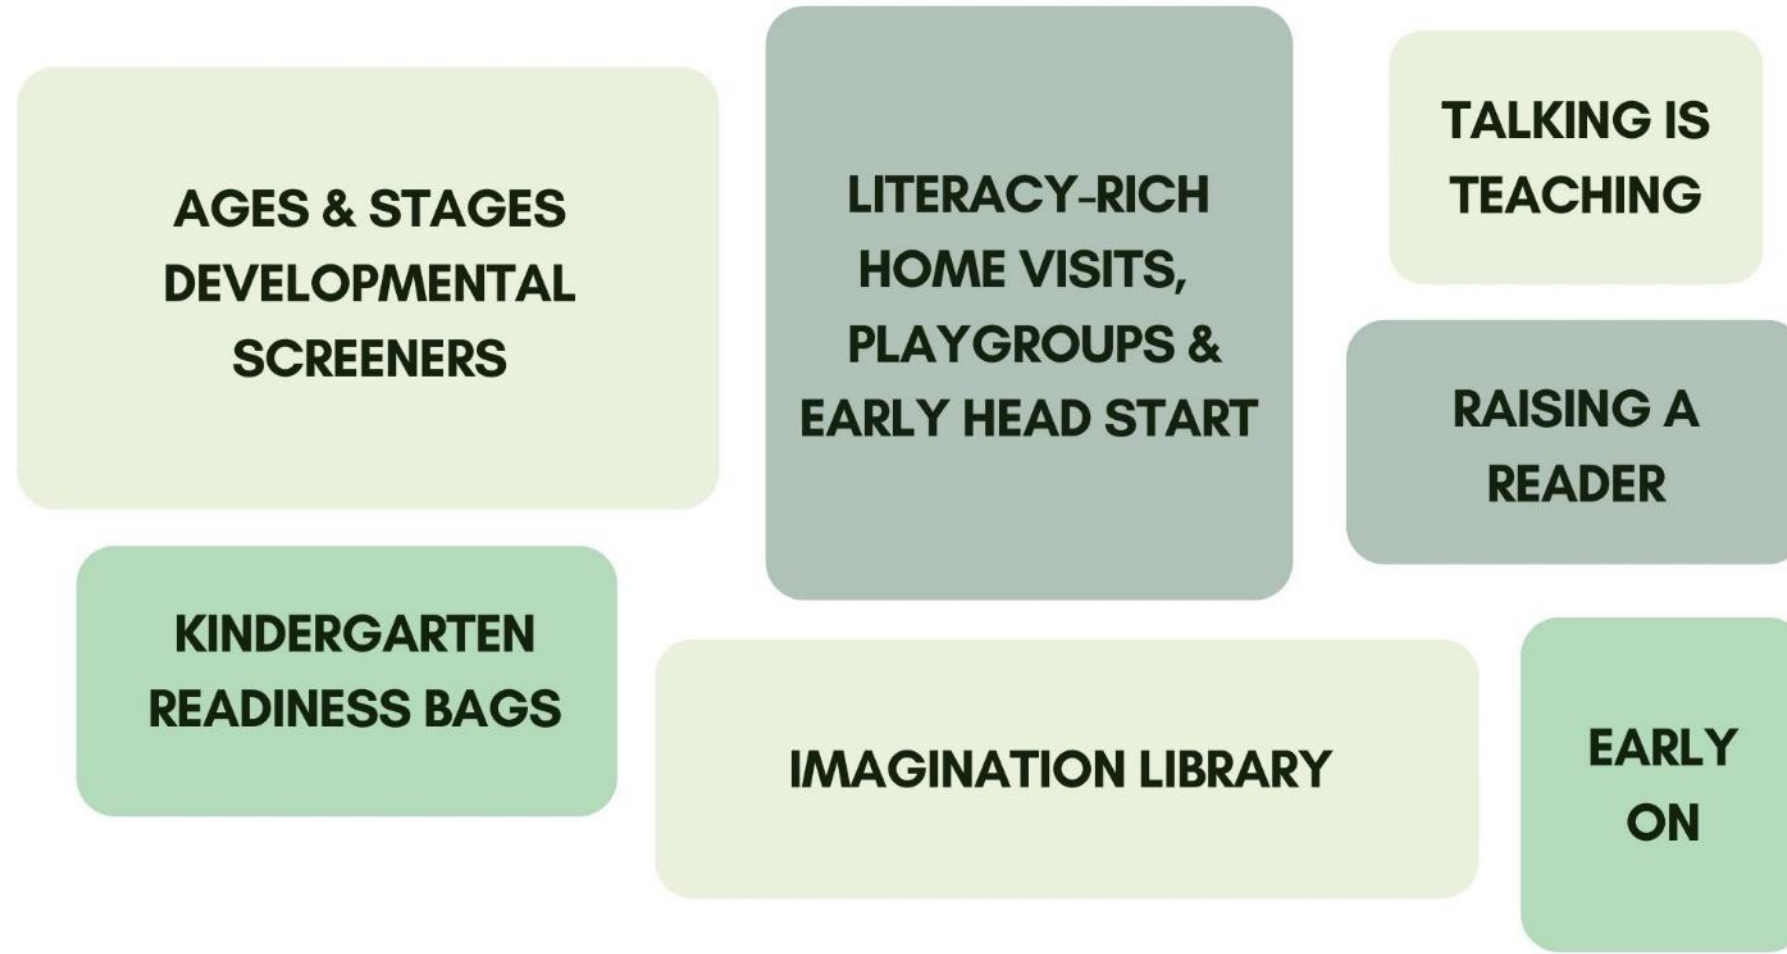 AGES & STAGES
DEVELOPMENTAL
SCREENERS
LITERACY-RICH
HOME VISITS,
PLAYGROUPS &
EARLY HEAD START
TALKING IS
TEACHING
RAISING A
READER
KINDERGARTEN
READINESS BAGS
IMAGINATION LIBRARY
EARLY
ON